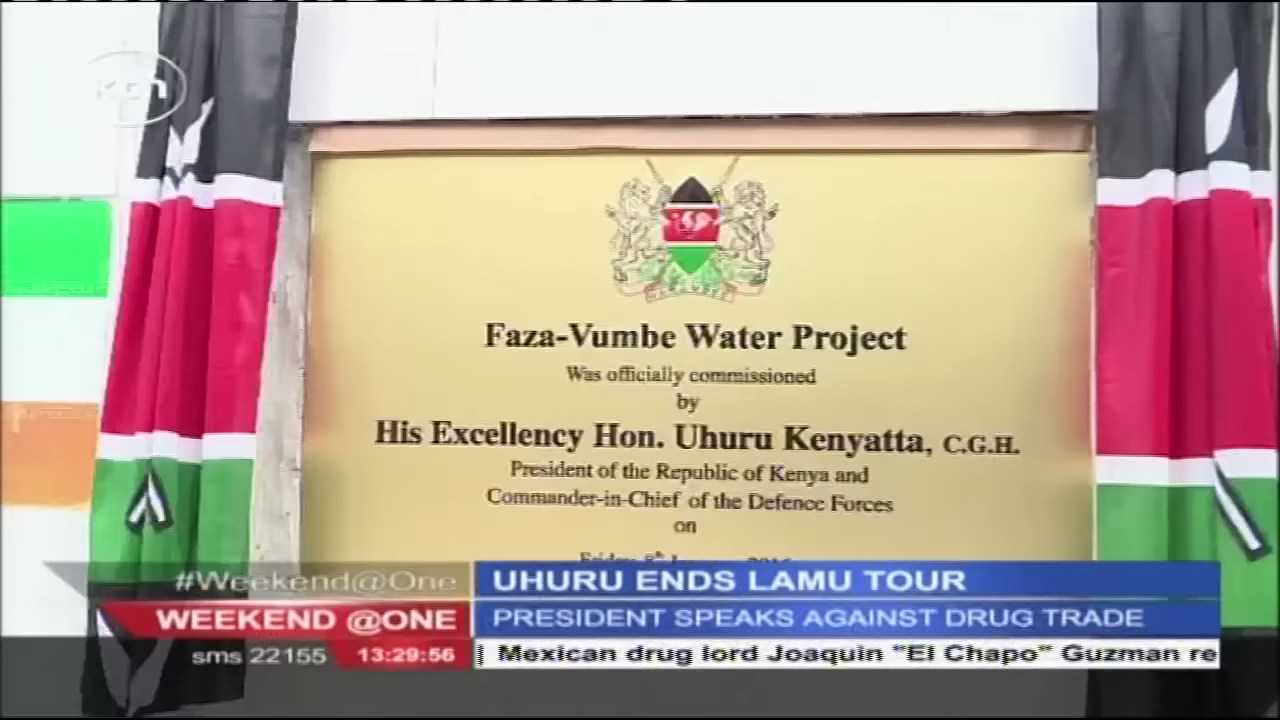 ktn
Faza-Vumbe Water Project
Was officially commissioned
by
His Excellency Hon. Uhuru Kenyatta, C.G.H.
President of the Republic of Kenya and
Commander-in-Chief of the Defence Forces
on
#Weekend@One
UHURU ENDS LAMU TOUR
WEEKEND @ONE
PRESIDENT SPEAKS AGAINST DRUG TRADE
sms 22155
13:29:56
Mexican drug lord Joaquin "El Chapo" Guzman re